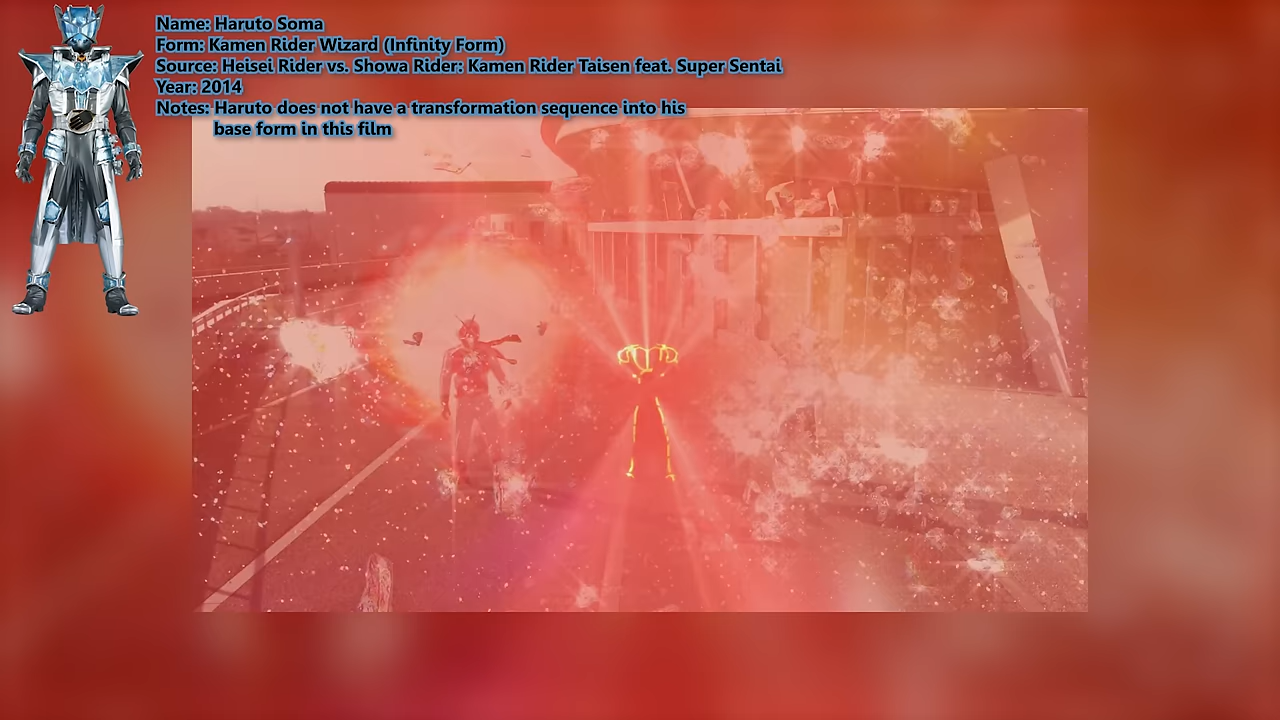 Name: Haruto Soma
Form: Kamen Rider Wizard (Infinity Form)
Source: Heisei Rider vs. Showa Rider: Kamen Rider Taisen feat. Super Sentai
Year: 2014
Notes: Haruto does not have a transformation sequence into his
base form in this film